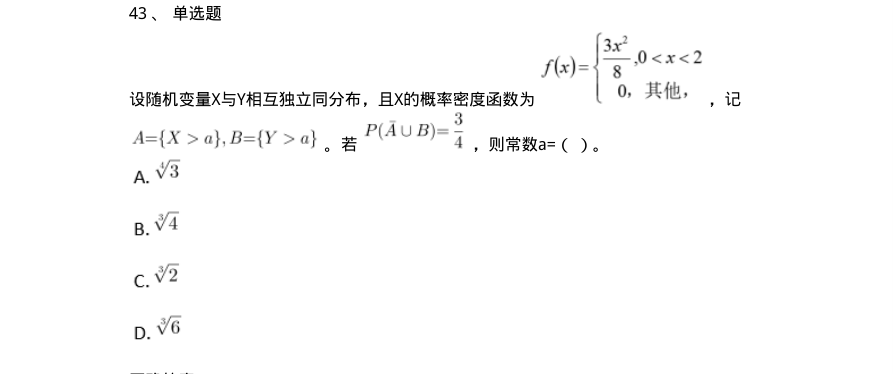 43 、 单选题
设随机变量X与Y相互独立同分布，且X的概率密度函数为 f(x)={3x²/8 ,0<x<2 0，其他， ，记
A={X > a}, B={Y > a} 。若 P(Ā ∪ B)=3/4 ，则常数a= ( )。
A. ∜3
B. ∛4
C. ∛2
D. ∛6